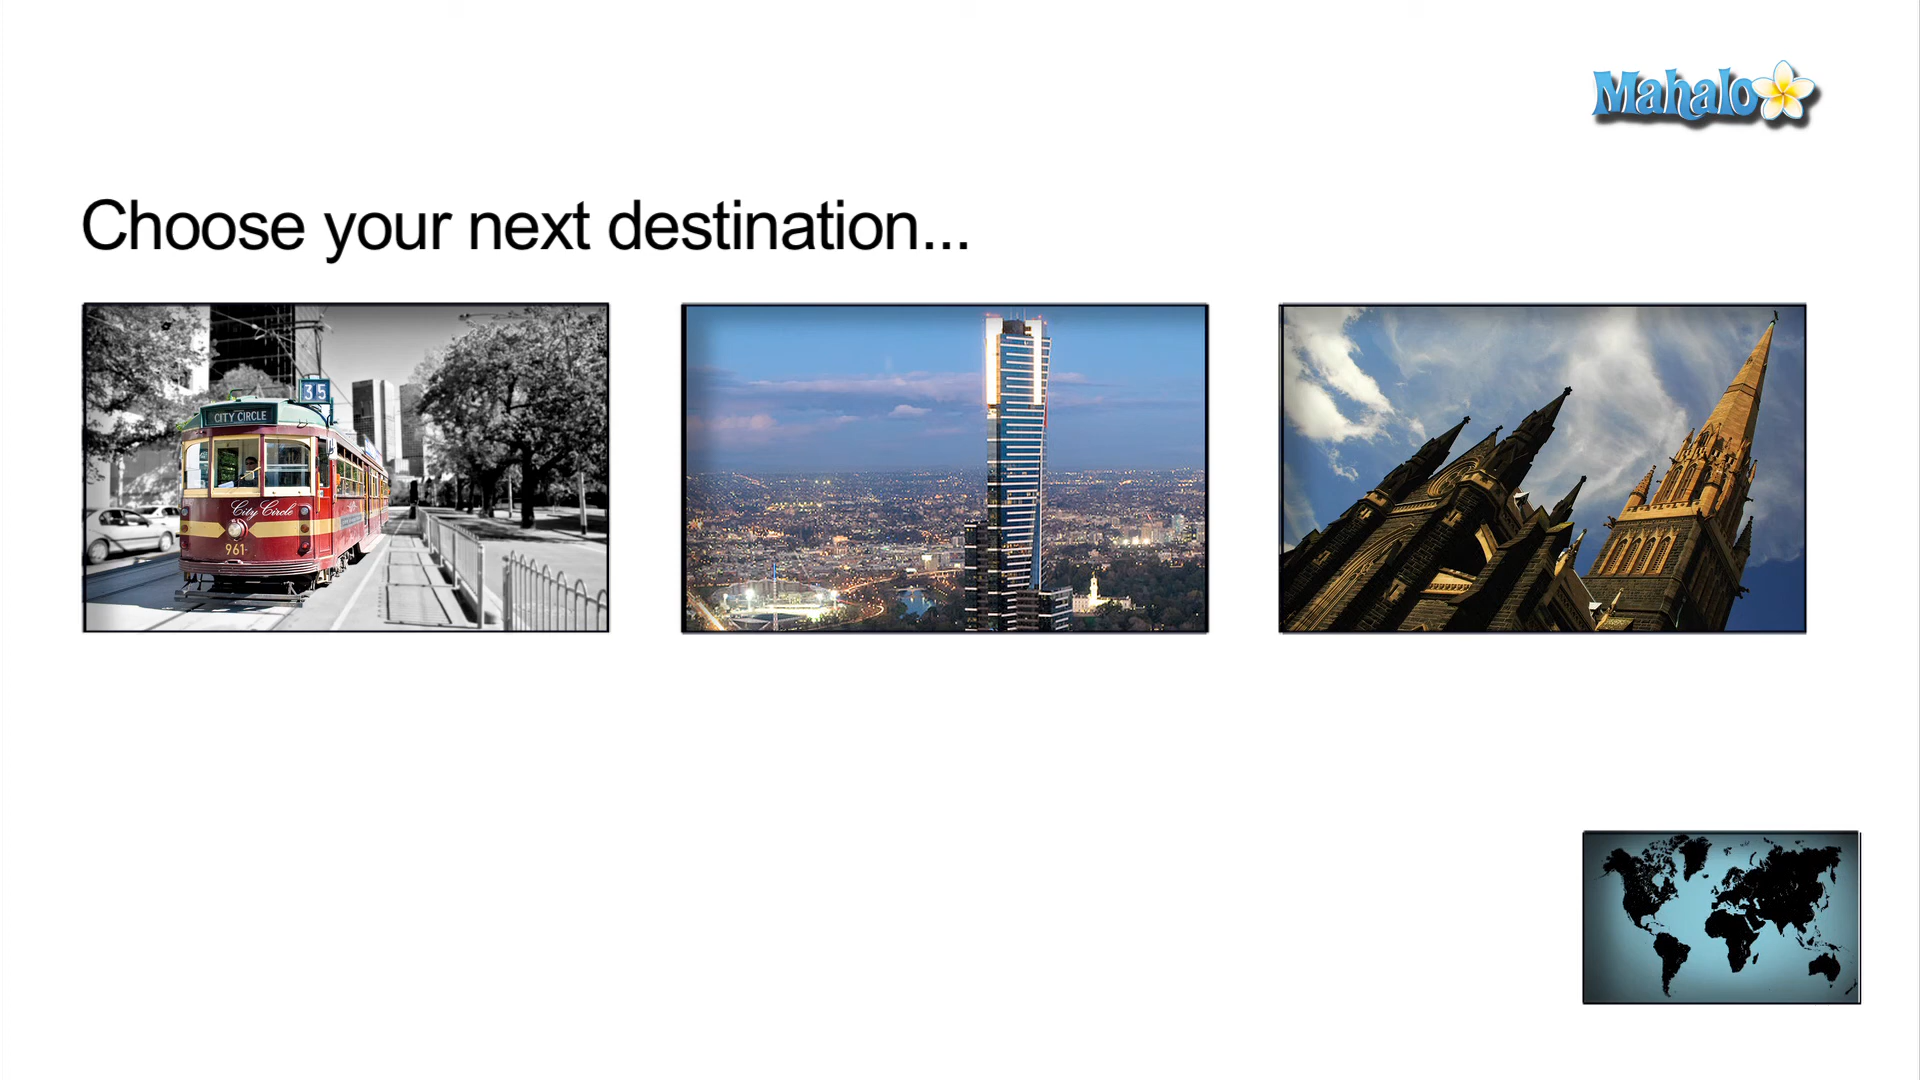 Mahalo
Choose your next destination...
35
CITY CIRCLE
City Circle
961